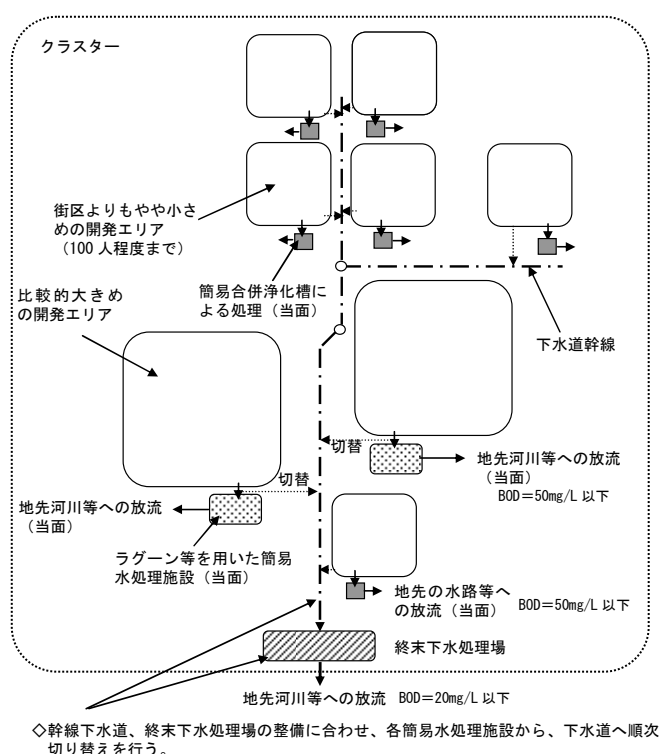 クラスター
街区よりもやや小さ
めの開発エリア
（100 人程度まで）
簡易合併浄化槽に
よる処理（当面）
比較的大きめ
の開発エリア
下水道幹線
切替
地先河川等への放流
（当面）
BOD＝50mg/L 以下
切替
地先河川等への放流
（当面）
ラグーン等を用いた簡易
水処理施設（当面）
地先の水路等へ
の放流（当面） BOD＝50mg/L 以下
終末下水処理場
地先河川等への放流 BOD＝20mg/L 以下
◇幹線下水道、終末下水処理場の整備に合わせ、各簡易水処理施設から、下水道へ順次
切り替えを行う。